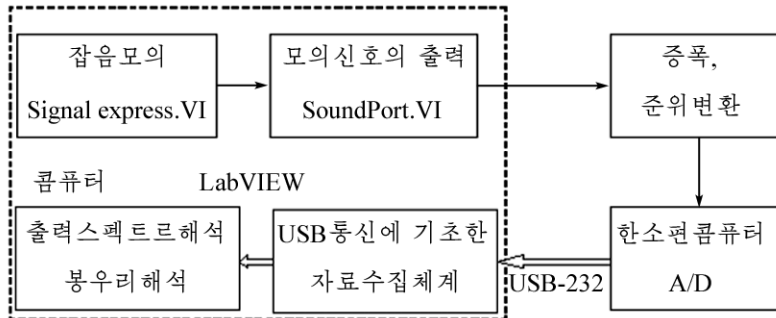 잡음모의
Signal express.VI
모의신호의 출력
SoundPort.VI
증폭,
준위변환
콤퓨터
LabVIEW
출력스펙트르해석
봉우리해석
USB통신에 기초한
자료수집체계
USB-232
한소편콤퓨터
A/D